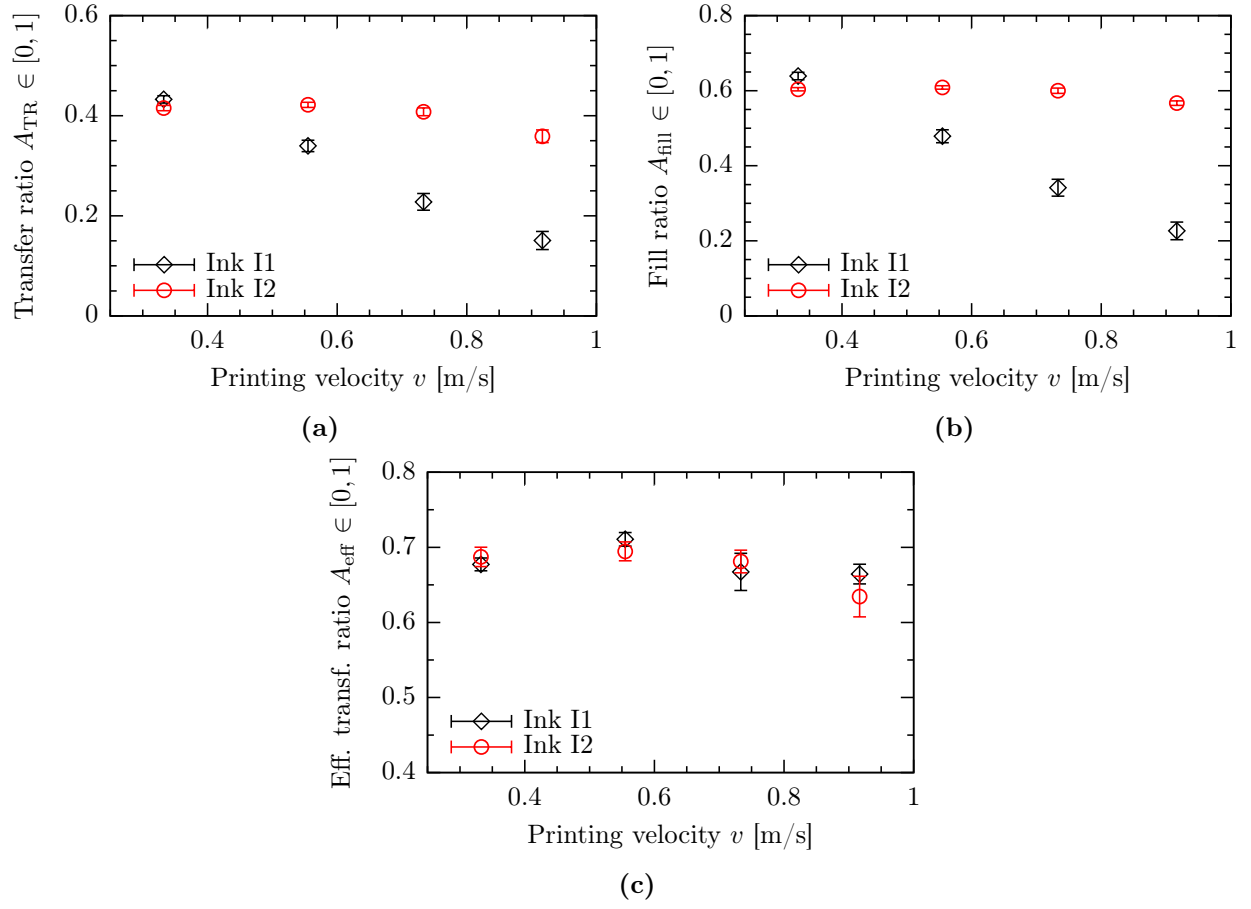 Transfer ratio A_TR ∈ [0, 1]
0.6
0.4
0.2
0
Ink I1
Ink I2
0.4 0.6 0.8 1
Printing velocity v [m/s]
(a)
Fill ratio A_fill ∈ [0, 1]
0.8
0.6
0.4
0.2
0
Ink I1
Ink I2
0.4 0.6 0.8 1
Printing velocity v [m/s]
(b)
Eff. transf. ratio A_eff ∈ [0, 1]
0.8
0.7
0.6
0.5
0.4
Ink I1
Ink I2
0.4 0.6 0.8 1
Printing velocity v [m/s]
(c)